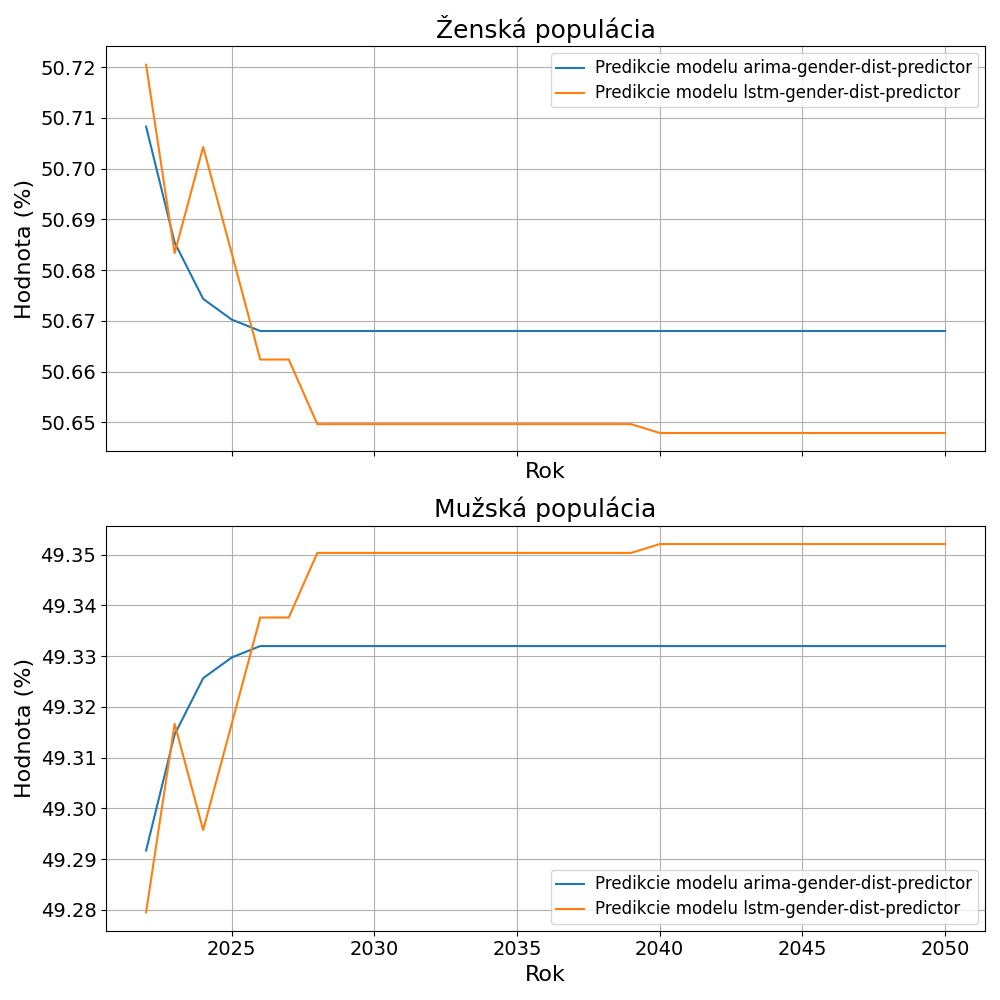 Ženská populácia
Predikcie modelu arima-gender-dist-predictor
Predikcie modelu lstm-gender-dist-predictor
Hodnota (%)
50.72
50.71
50.70
50.69
50.68
50.67
50.66
50.65
Rok
Mužská populácia
Hodnota (%)
49.35
49.34
49.33
49.32
49.31
49.30
49.29
49.28
Predikcie modelu arima-gender-dist-predictor
Predikcie modelu lstm-gender-dist-predictor
2025 2030 2035 2040 2045 2050
Rok